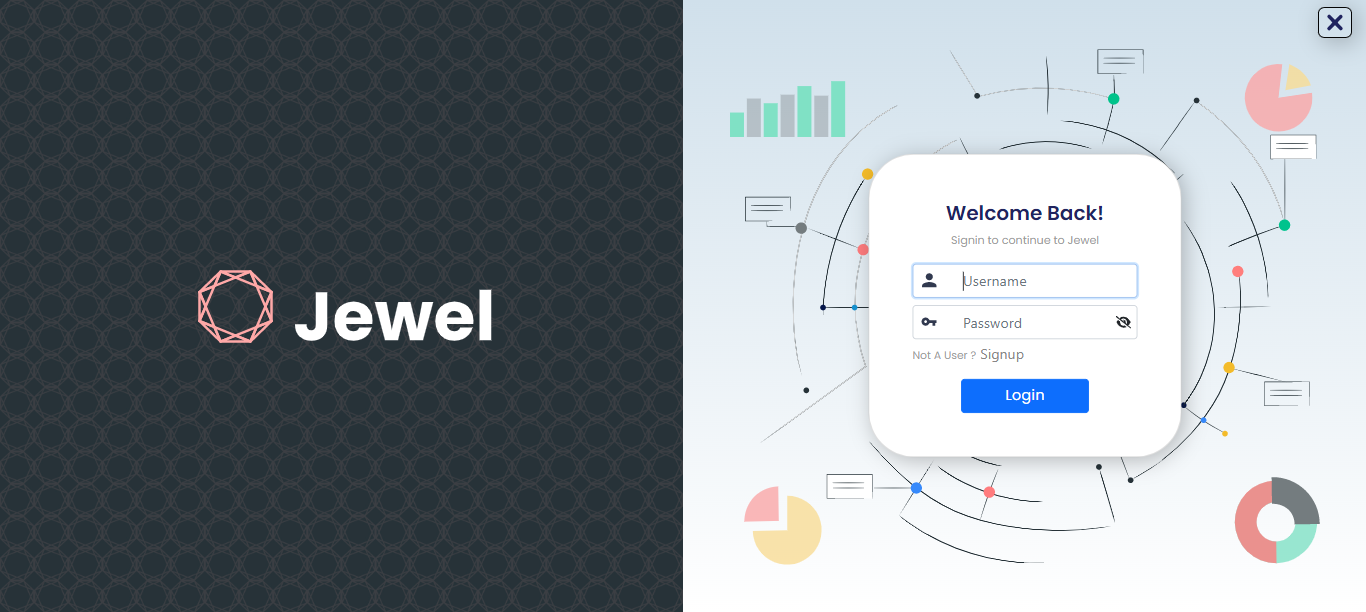 Jewel
Welcome Back!
Signin to continue to Jewel
Username
Password
Not A User ? Signup
Login